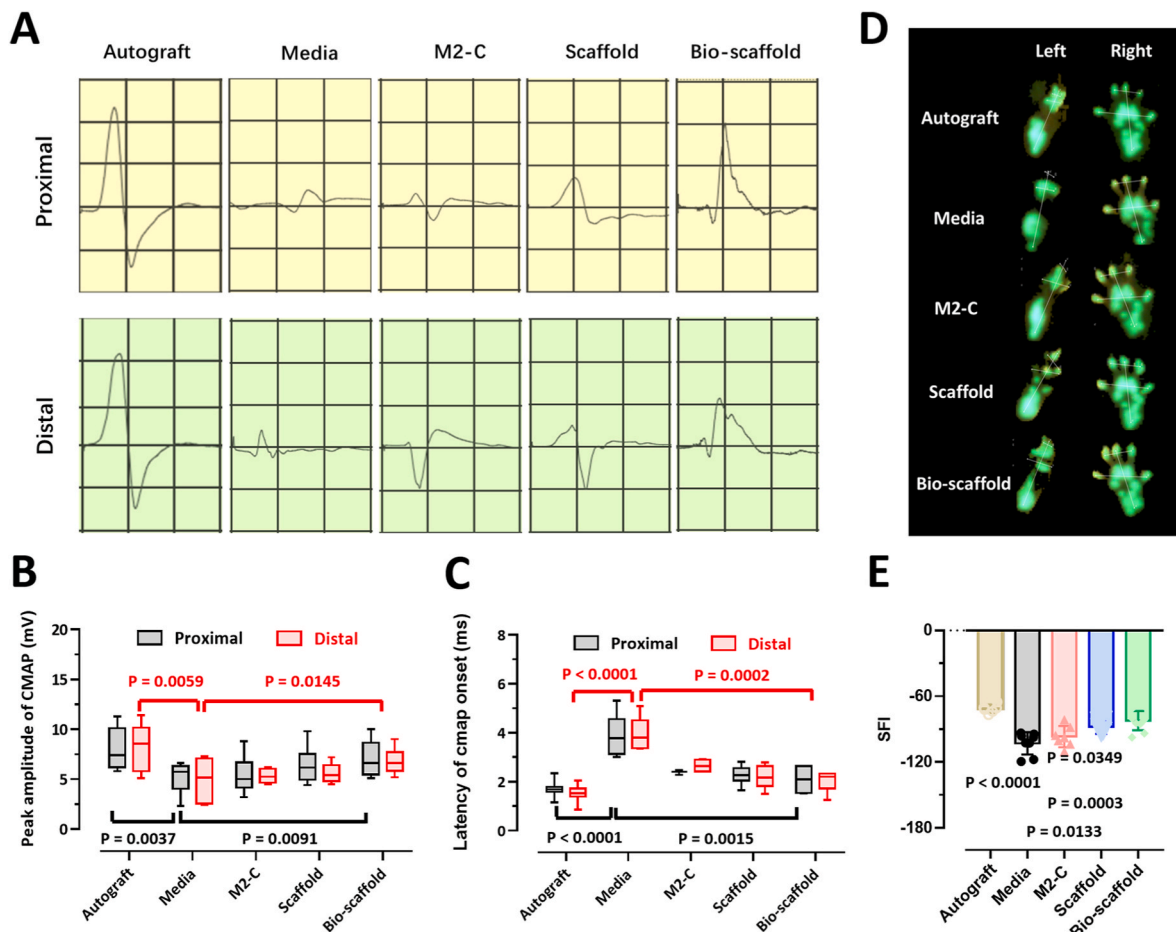 A
Autograft
Media
M2-C
Scaffold
Bio-scaffold
Proximal
Distal
D
Left
Right
Autograft
Media
M2-C
Scaffold
Bio-scaffold
B
Peak amplitude of CMAP (mV)
20
15
10
5
0
Proximal
Distal
P = 0.0059
P = 0.0145
P = 0.0037
P = 0.0091
Autograft
Media
M2-C
Scaffold
Bio-scaffold
C
Latency of cmap onset (ms)
8
6
4
2
0
Proximal
Distal
P < 0.0001
P = 0.0002
P < 0.0001
P = 0.0015
Autograft
Media
M2-C
Scaffold
Bio-scaffold
E
SFI
0
-60
-120
-180
P = 0.0349
P < 0.0001
P = 0.0003
P = 0.0133
Autograft
Media
M2-C
Scaffold
Bio-scaffold